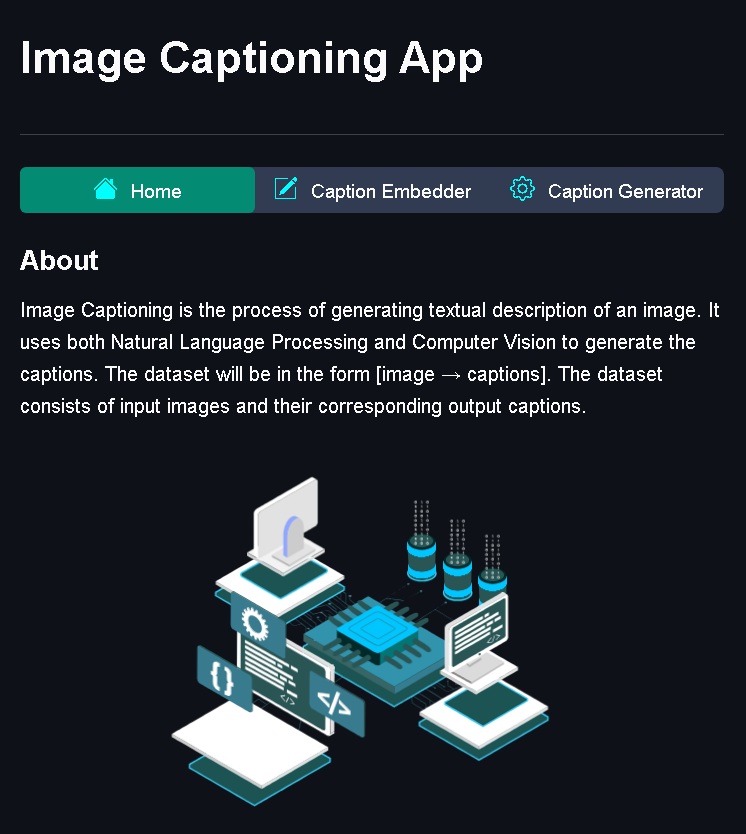 Image Captioning App
Home
Caption Embedder
Caption Generator
About
Image Captioning is the process of generating textual description of an image. It
uses both Natural Language Processing and Computer Vision to generate the
captions. The dataset will be in the form [image → captions]. The dataset
consists of input images and their corresponding output captions.
</>
{}
</>
</>